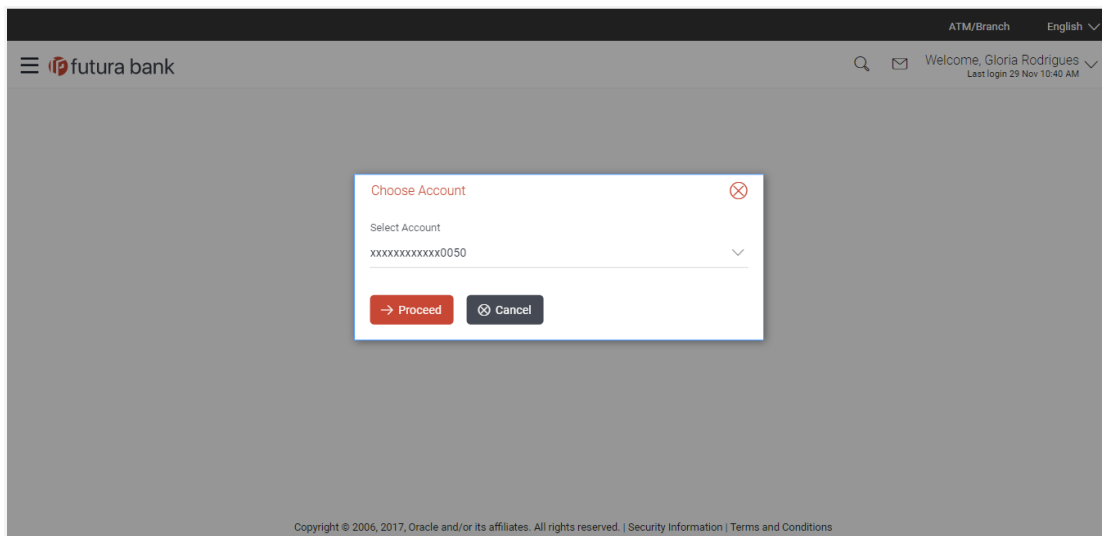 ATM/Branch English
futura bank
Welcome, Gloria Rodrigues
Last login 29 Nov 10:40 AM
Choose Account
Select Account
xxxxxxxxxxxx0050
Proceed Cancel
Copyright © 2006, 2017, Oracle and/or its affiliates. All rights reserved. | Security Information | Terms and Conditions